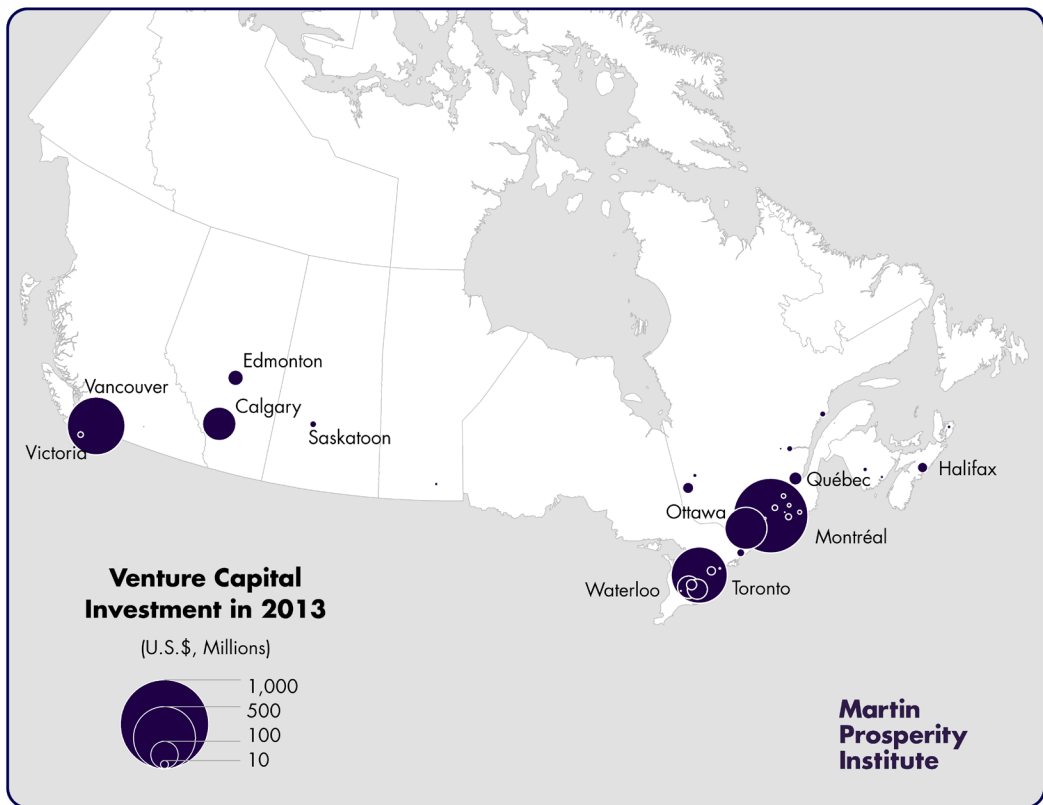 Edmonton
Vancouver
Calgary
Saskatoon
Victoria
Halifax
Québec
Ottawa
Montréal
Waterloo
Toronto
Venture Capital
Investment in 2013
(U.S.$, Millions)
1,000
500
100
10
Martin
Prosperity
Institute